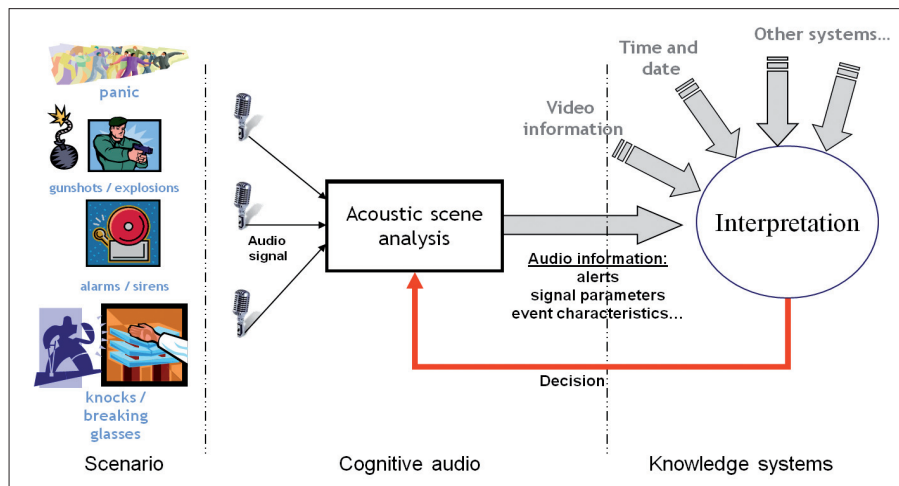 panic
gunshots / explosions
alarms / sirens
knocks /
breaking
glasses
Scenario
Audio
signal
Acoustic scene
analysis
Audio information:
alerts
signal parameters
event characteristics...
Decision
Cognitive audio
Video
information
Time and
date
Other systems...
Interpretation
Knowledge systems